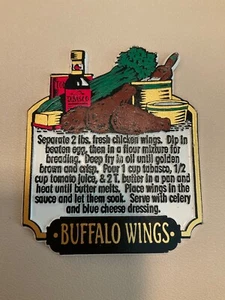 TABASCO
Separate 2 lbs. fresh chicken wings. Dip in
beaten egg, then in a flour mixture for
breading. Deep fry in oil until golden
brown and crisp. Pour 1 cup tabasco, 1/2
cup tomato juice, & 2 T. butter in a pan and
heat until butter melts. Place wings in the
sauce and let them soak. Serve with celery
and blue cheese dressing.
· BUFFALO WINGS ·